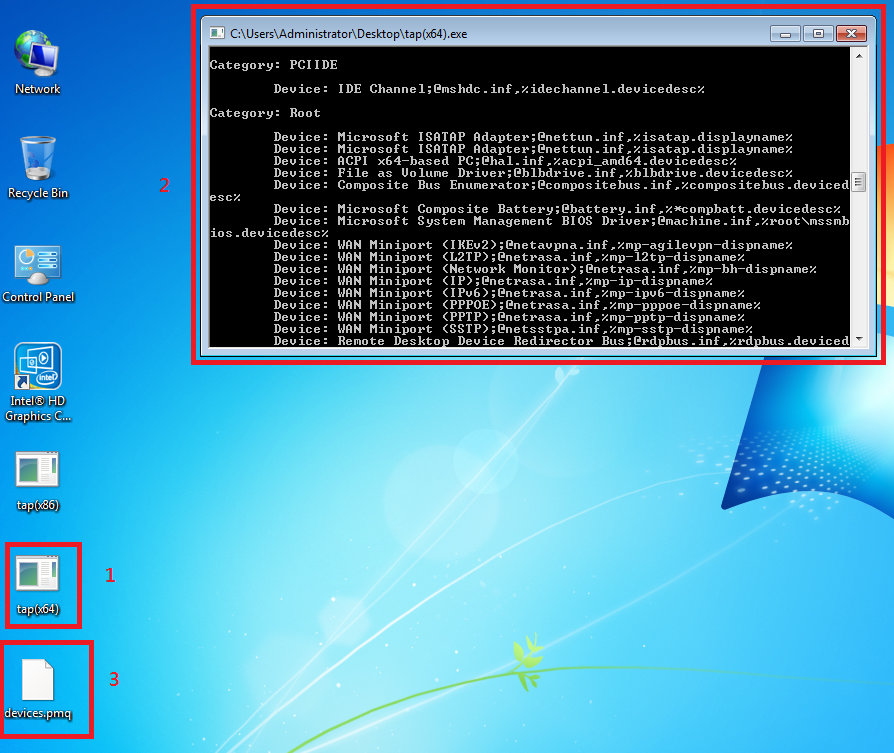 Network
Recycle Bin
Control Panel
Intel® HD
Graphics C...
tap(x86)
tap(x64)
1
devices.pmq
3
2
C:\Users\Administrator\Desktop\tap(x64).exe
Category: PCIIDE
Device: IDE Channel;@mshdc.inf,%idechannel.devicedesc%
Category: Root
Device: Microsoft ISATAP Adapter;@nettun.inf,%isatap.displayname%
Device: Microsoft ISATAP Adapter;@nettun.inf,%isatap.displayname%
Device: ACPI x64-based PC;@hal.inf,%acpi_amd64.devicedesc%
Device: File as Volume Driver;@blbdrive.inf,%blbdrive.devicedesc%
Device: Composite Bus Enumerator;@compositebus.inf,%compositebus.deviced
esc%
Device: Microsoft Composite Battery;@battery.inf,%*compbatt.devicedesc%
Device: Microsoft System Management BIOS Driver;@machine.inf,%root\mssmb
ios.devicedesc%
Device: WAN Miniport (IKEv2);@netavpna.inf,%mp-agilevpn-dispname%
Device: WAN Miniport (L2TP);@netrasa.inf,%mp-l2tp-dispname%
Device: WAN Miniport (Network Monitor);@netrasa.inf,%mp-bh-dispname%
Device: WAN Miniport (IP);@netrasa.inf,%mp-ip-dispname%
Device: WAN Miniport (IPv6);@netrasa.inf,%mp-ipv6-dispname%
Device: WAN Miniport (PPPOE);@netrasa.inf,%mp-pppoe-dispname%
Device: WAN Miniport (PPTP);@netrasa.inf,%mp-pptp-dispname%
Device: WAN Miniport (SSTP);@netsstpa.inf,%mp-sstp-dispname%
Device: Remote Desktop Device Redirector Bus;@rdpbus.inf,%rdpbus.deviced